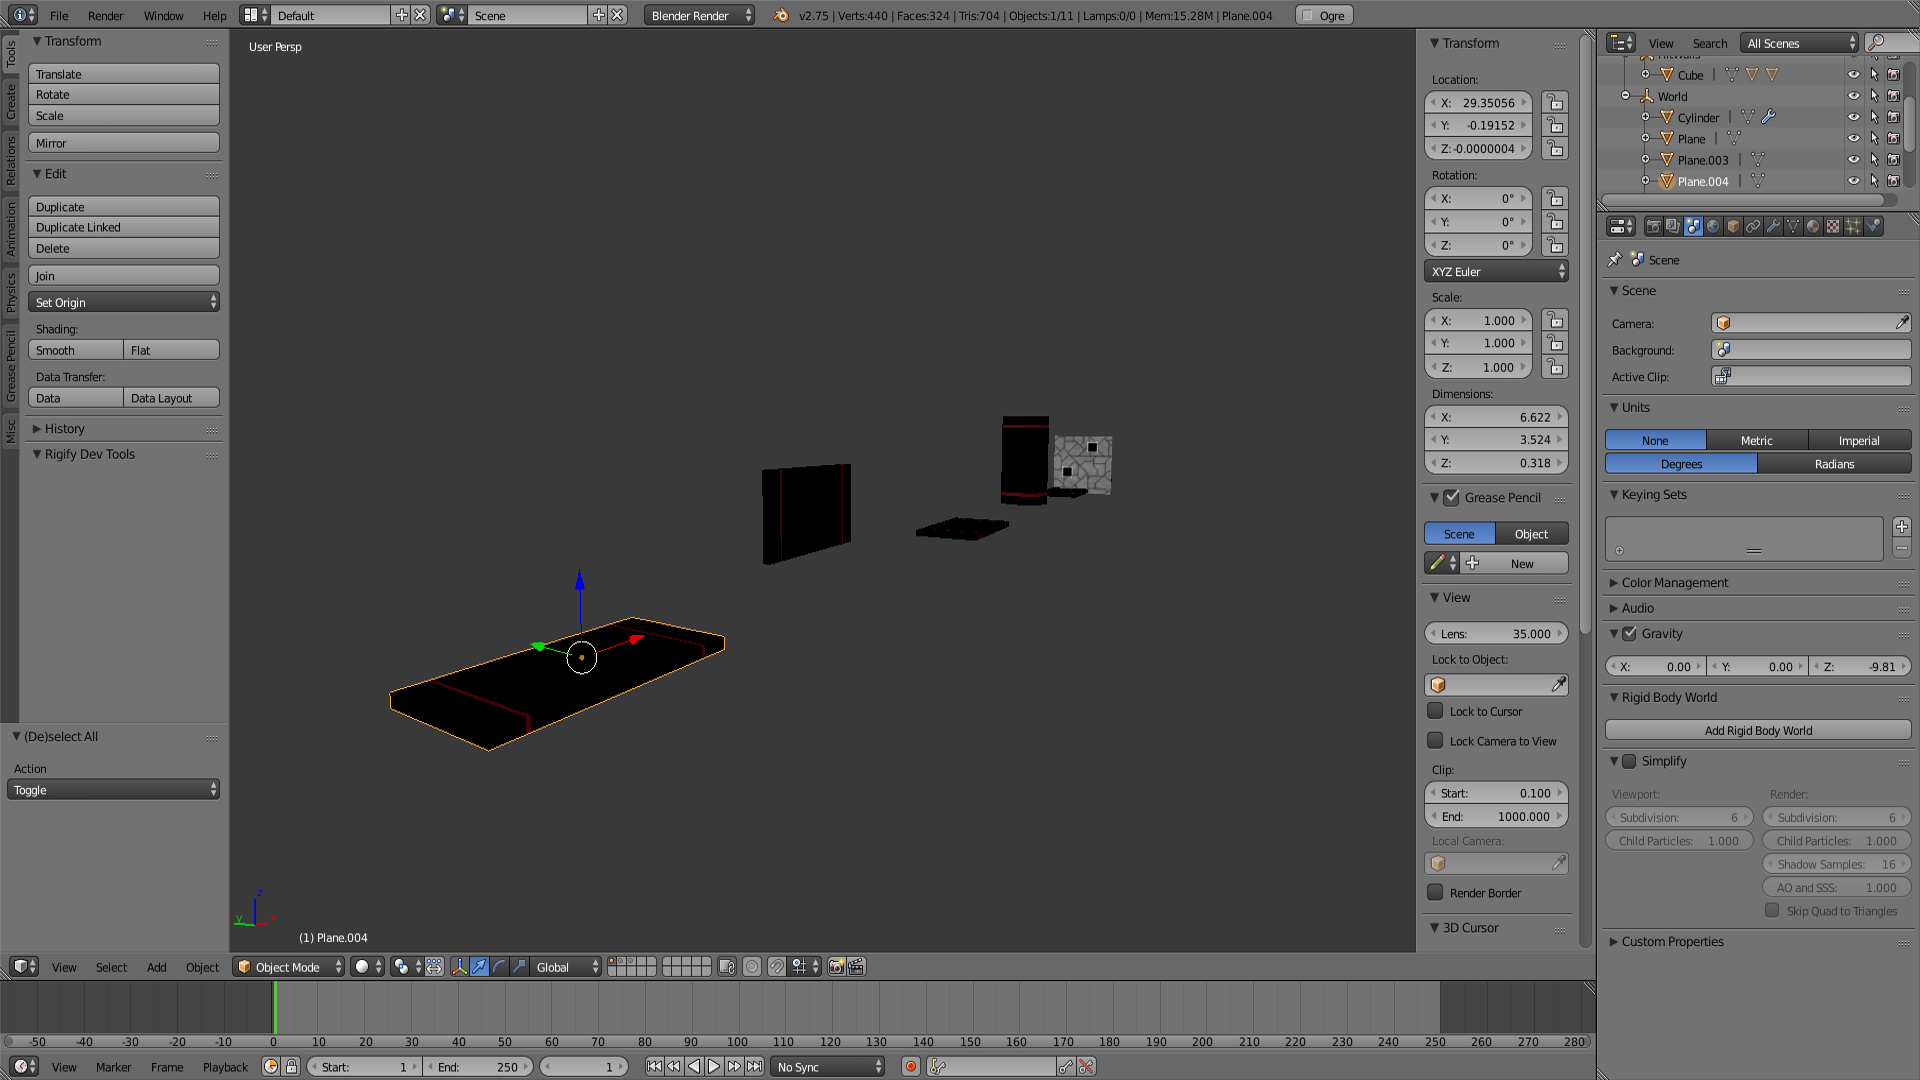 File Render Window Help Default Scene Blender Render v2.75 | Verts:440 | Faces:324 | Tris:704 | Objects:1/11 | Lamps:0/0 | Mem:15.28M | Plane.004 Ogre
Tools
Create
Relations
Animation
Physics
Grease Pencil
Misc
Transform
Translate
Rotate
Scale
Mirror
Edit
Duplicate
Duplicate Linked
Delete
Join
Set Origin
Shading:
Smooth Flat
Data Transfer:
Data Data Layout
History
Rigify Dev Tools
(De)select All
Action
Toggle
User Persp
z
y
x
(1) Plane.004
Transform
Location:
X: 29.35056
Y: -0.19152
Z: -0.0000004
Rotation:
X: 0°
Y: 0°
Z: 0°
XYZ Euler
Scale:
X: 1.000
Y: 1.000
Z: 1.000
Dimensions:
X: 6.622
Y: 3.524
Z: 0.318
Grease Pencil
Scene Object
New
View
Lens: 35.000
Lock to Object:
Lock to Cursor
Lock Camera to View
Clip:
Start: 0.100
End: 1000.000
Local Camera:
Render Border
3D Cursor
View Search All Scenes
Cube
World
Cylinder
Plane
Plane.003
Plane.004
Scene
Scene
Camera:
Background:
Active Clip:
Units
None Metric Imperial
Degrees Radians
Keying Sets
Color Management
Audio
Gravity
X: 0.00 Y: 0.00 Z: -9.81
Rigid Body World
Add Rigid Body World
Simplify
Viewport: Render:
Subdivision: 6 Subdivision: 6
Child Particles: 1.000 Child Particles: 1.000
Shadow Samples: 16
AO and SSS: 1.000
Skip Quad to Triangles
Custom Properties
View Select Add Object Object Mode Global
-50 -40 -30 -20 -10 0 10 20 30 40 50 60 70 80 90 100 110 120 130 140 150 160 170 180 190 200 210 220 230 240 250 260 270 280
View Marker Frame Playback Start: 1 End: 250 1 No Sync